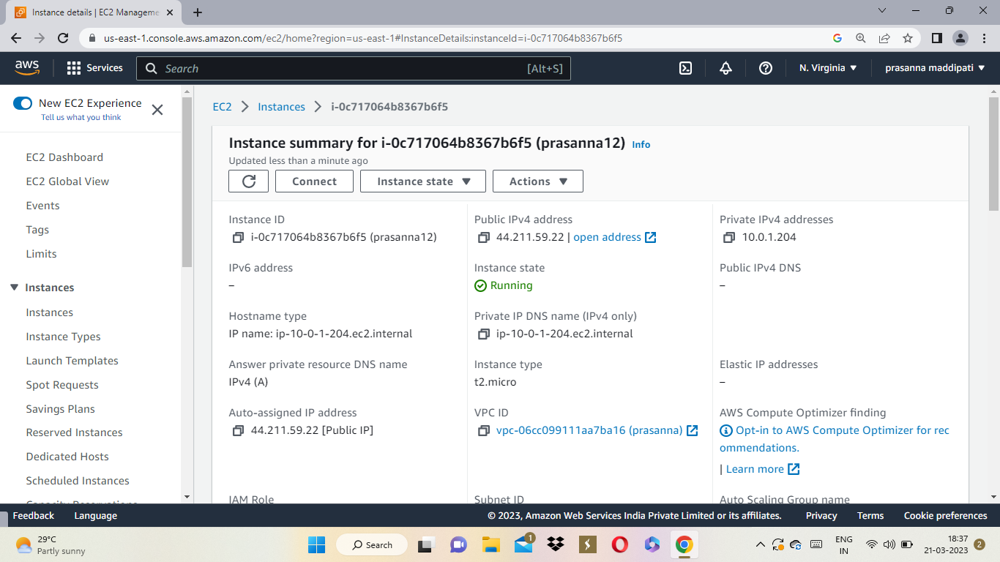 Instance details | EC2 Manageme
us-east-1.console.aws.amazon.com/ec2/home?region=us-east-1#InstanceDetails:instanceId=i-0c717064b8367b6f5
aws
Services
Search
[Alt+S]
N. Virginia
prasanna maddipati
New EC2 Experience
Tell us what you think
EC2 Dashboard
EC2 Global View
Events
Tags
Limits
Instances
Instances
Instance Types
Launch Templates
Spot Requests
Savings Plans
Reserved Instances
Dedicated Hosts
Scheduled Instances
Capacity Reservations
EC2 > Instances > i-0c717064b8367b6f5
Instance summary for i-0c717064b8367b6f5 (prasanna12) Info
Updated less than a minute ago
Connect
Instance state
Actions
Instance ID
i-0c717064b8367b6f5 (prasanna12)
Public IPv4 address
44.211.59.22 | open address
Private IPv4 addresses
10.0.1.204
IPv6 address
–
Instance state
Running
Public IPv4 DNS
–
Hostname type
IP name: ip-10-0-1-204.ec2.internal
Private IP DNS name (IPv4 only)
ip-10-0-1-204.ec2.internal
Answer private resource DNS name
IPv4 (A)
Instance type
t2.micro
Elastic IP addresses
–
Auto-assigned IP address
44.211.59.22 [Public IP]
VPC ID
vpc-06cc099111aa7ba16 (prasanna)
AWS Compute Optimizer finding
Opt-in to AWS Compute Optimizer for rec
ommendations.
| Learn more
IAM Role
Subnet ID
Auto Scaling Group name
Feedback
Language
© 2023, Amazon Web Services India Private Limited or its affiliates.
Privacy
Terms
Cookie preferences
29°C
Partly sunny
Search
1
ENG
IN
18:37
21-03-2023
2